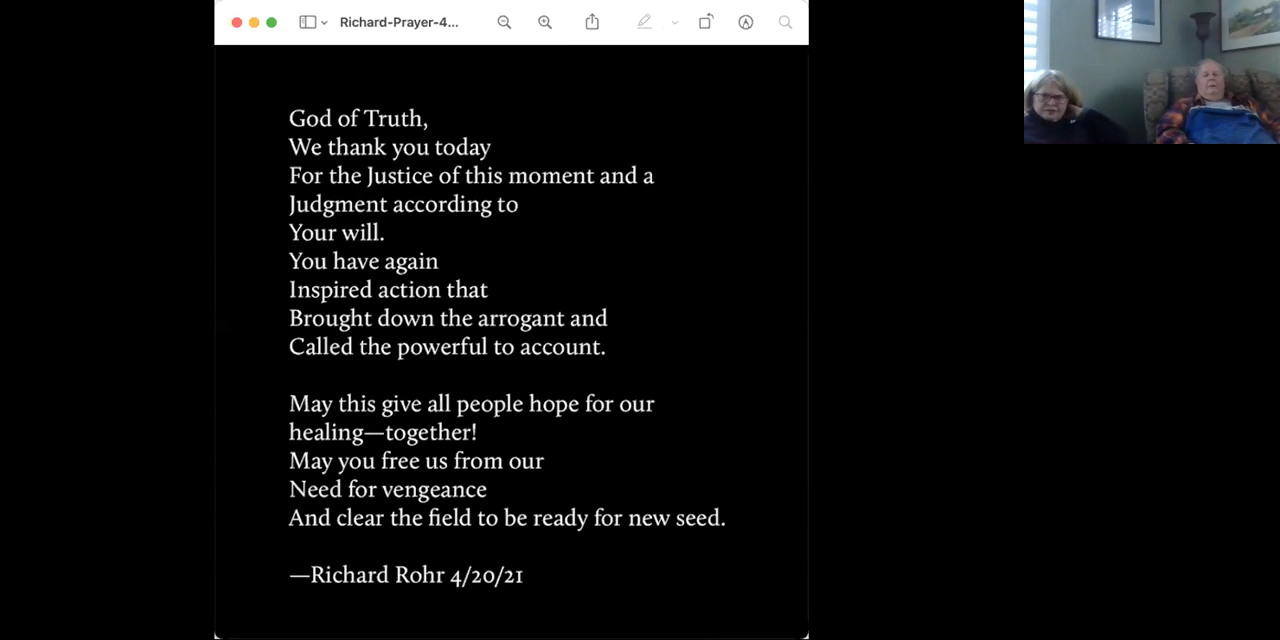 Richard-Prayer-4...
God of Truth,
We thank you today
For the Justice of this moment and a
Judgment according to
Your will.
You have again
Inspired action that
Brought down the arrogant and
Called the powerful to account.
May this give all people hope for our
healing—together!
May you free us from our
Need for vengeance
And clear the field to be ready for new seed.
—Richard Rohr 4/20/21